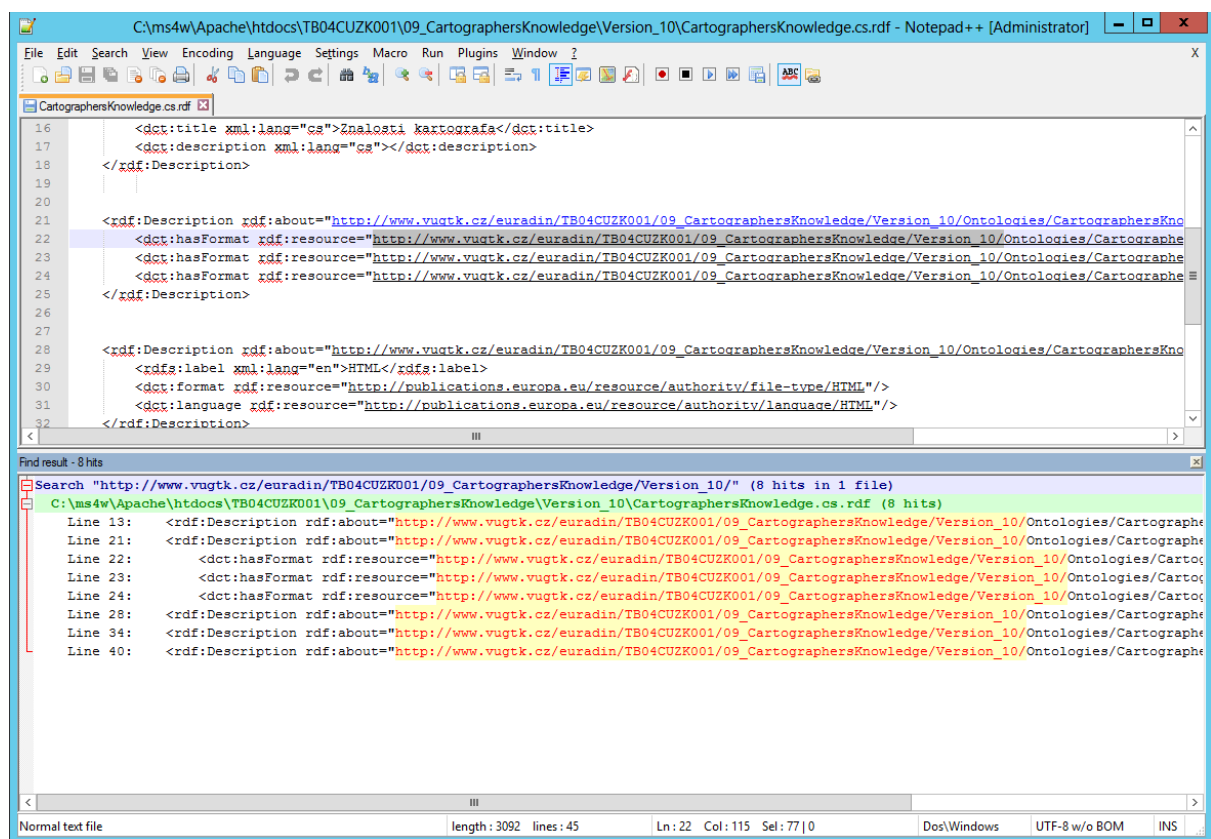 C:\ms4w\Apache\htdocs\TB04CUZK001\09_CartographersKnowledge\Version_10\CartographersKnowledge.cs.rdf - Notepad++ [Administrator]
File Edit Search View Encoding Language Settings Macro Run Plugins Window ? X
ABC
CartographersKnowledge.cs.rdf
16 <dct:title xml:lang="cs">Znalosti kartografa</dct:title>
17 <dct:description xml:lang="cs"></dct:description>
18 </rdf:Description>
19
20
21 <rdf:Description rdf:about="http://www.vugtk.cz/euradin/TB04CUZK001/09_CartographersKnowledge/Version_10/Ontologies/CartographersKno
22 <dct:hasFormat rdf:resource="http://www.vugtk.cz/euradin/TB04CUZK001/09_CartographersKnowledge/Version_10/Ontologies/Cartographe
23 <dct:hasFormat rdf:resource="http://www.vugtk.cz/euradin/TB04CUZK001/09_CartographersKnowledge/Version_10/Ontologies/Cartographe
24 <dct:hasFormat rdf:resource="http://www.vugtk.cz/euradin/TB04CUZK001/09_CartographersKnowledge/Version_10/Ontologies/Cartographe
25 </rdf:Description>
26
27
28 <rdf:Description rdf:about="http://www.vugtk.cz/euradin/TB04CUZK001/09_CartographersKnowledge/Version_10/Ontologies/CartographersKno
29 <rdfs:label xml:lang="en">HTML</rdfs:label>
30 <dct:format rdf:resource="http://publications.europa.eu/resource/authority/file-type/HTML"/>
31 <dct:language rdf:resource="http://publications.europa.eu/resource/authority/language/HTML"/>
32 </rdf:Description>
Find result - 8 hits
Search "http://www.vugtk.cz/euradin/TB04CUZK001/09_CartographersKnowledge/Version_10/" (8 hits in 1 file)
C:\ms4w\Apache\htdocs\TB04CUZK001\09_CartographersKnowledge\Version_10\CartographersKnowledge.cs.rdf (8 hits)
Line 13: <rdf:Description rdf:about="http://www.vugtk.cz/euradin/TB04CUZK001/09_CartographersKnowledge/Version_10/Ontologies/Cartographe
Line 21: <rdf:Description rdf:about="http://www.vugtk.cz/euradin/TB04CUZK001/09_CartographersKnowledge/Version_10/Ontologies/Cartographe
Line 22: <dct:hasFormat rdf:resource="http://www.vugtk.cz/euradin/TB04CUZK001/09_CartographersKnowledge/Version_10/Ontologies/Cartog
Line 23: <dct:hasFormat rdf:resource="http://www.vugtk.cz/euradin/TB04CUZK001/09_CartographersKnowledge/Version_10/Ontologies/Cartog
Line 24: <dct:hasFormat rdf:resource="http://www.vugtk.cz/euradin/TB04CUZK001/09_CartographersKnowledge/Version_10/Ontologies/Cartog
Line 28: <rdf:Description rdf:about="http://www.vugtk.cz/euradin/TB04CUZK001/09_CartographersKnowledge/Version_10/Ontologies/Cartographe
Line 34: <rdf:Description rdf:about="http://www.vugtk.cz/euradin/TB04CUZK001/09_CartographersKnowledge/Version_10/Ontologies/Cartographe
Line 40: <rdf:Description rdf:about="http://www.vugtk.cz/euradin/TB04CUZK001/09_CartographersKnowledge/Version_10/Ontologies/Cartographe
Normal text file length : 3092 lines : 45 Ln : 22 Col : 115 Sel : 77 | 0 Dos\Windows UTF-8 w/o BOM INS